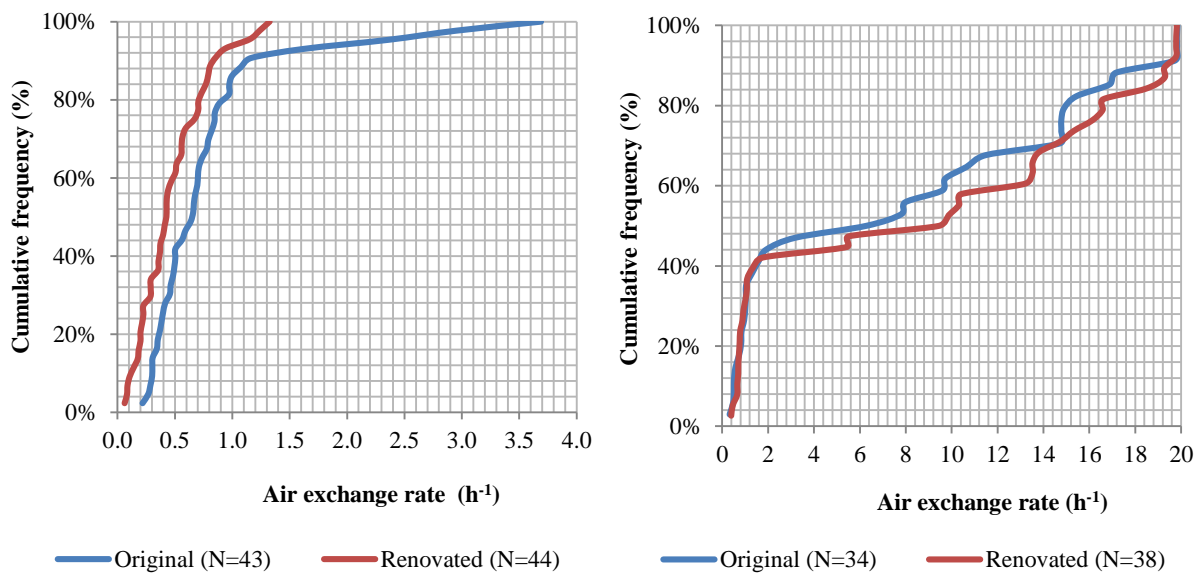 100%
80%
60%
40%
20%
0%
Cumulative frequency (%)
0.0 0.5 1.0 1.5 2.0 2.5 3.0 3.5 4.0
Air exchange rate (h-1)
Original (N=43) Renovated (N=44)
100%
80%
60%
40%
20%
0%
Cumulative frequency (%)
0 2 4 6 8 10 12 14 16 18 20
Air exchange rate (h-1)
Original (N=34) Renovated (N=38)